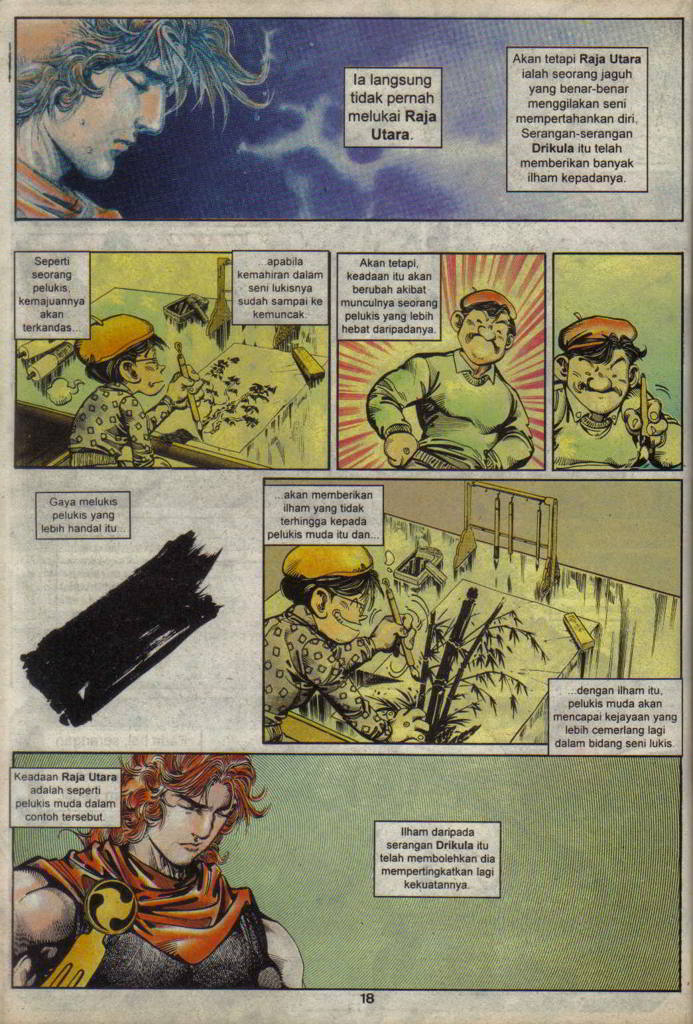 Ia langsung
tidak pernah
melukai Raja
Utara.
Akan tetapi Raja Utara
ialah seorang jaguh
yang benar-benar
menggilakan seni
mempertahankan diri.
Serangan-serangan
Drikula itu telah
memberikan banyak
ilham kepadanya.
Seperti
seorang
pelukis,
kemajuannya
akan
terkandas...
...apabila
kemahiran dalam
seni lukisnya
sudah sampai ke
kemuncak.
Akan tetapi,
keadaan itu akan
berubah akibat
munculnya seorang
pelukis yang lebih
hebat daripadanya.
Gaya melukis
pelukis yang
lebih handal itu...
...akan memberikan
ilham yang tidak
terhingga kepada
pelukis muda itu dan...
...dengan ilham itu,
pelukis muda akan
mencapai kejayaan yang
lebih cemerlang lagi
dalam bidang seni lukis.
Keadaan Raja Utara
adalah seperti
pelukis muda dalam
contoh tersebut.
Ilham daripada
serangan Drikula itu
telah membolehkan dia
mempertingkatkan lagi
kekuatannya.
18